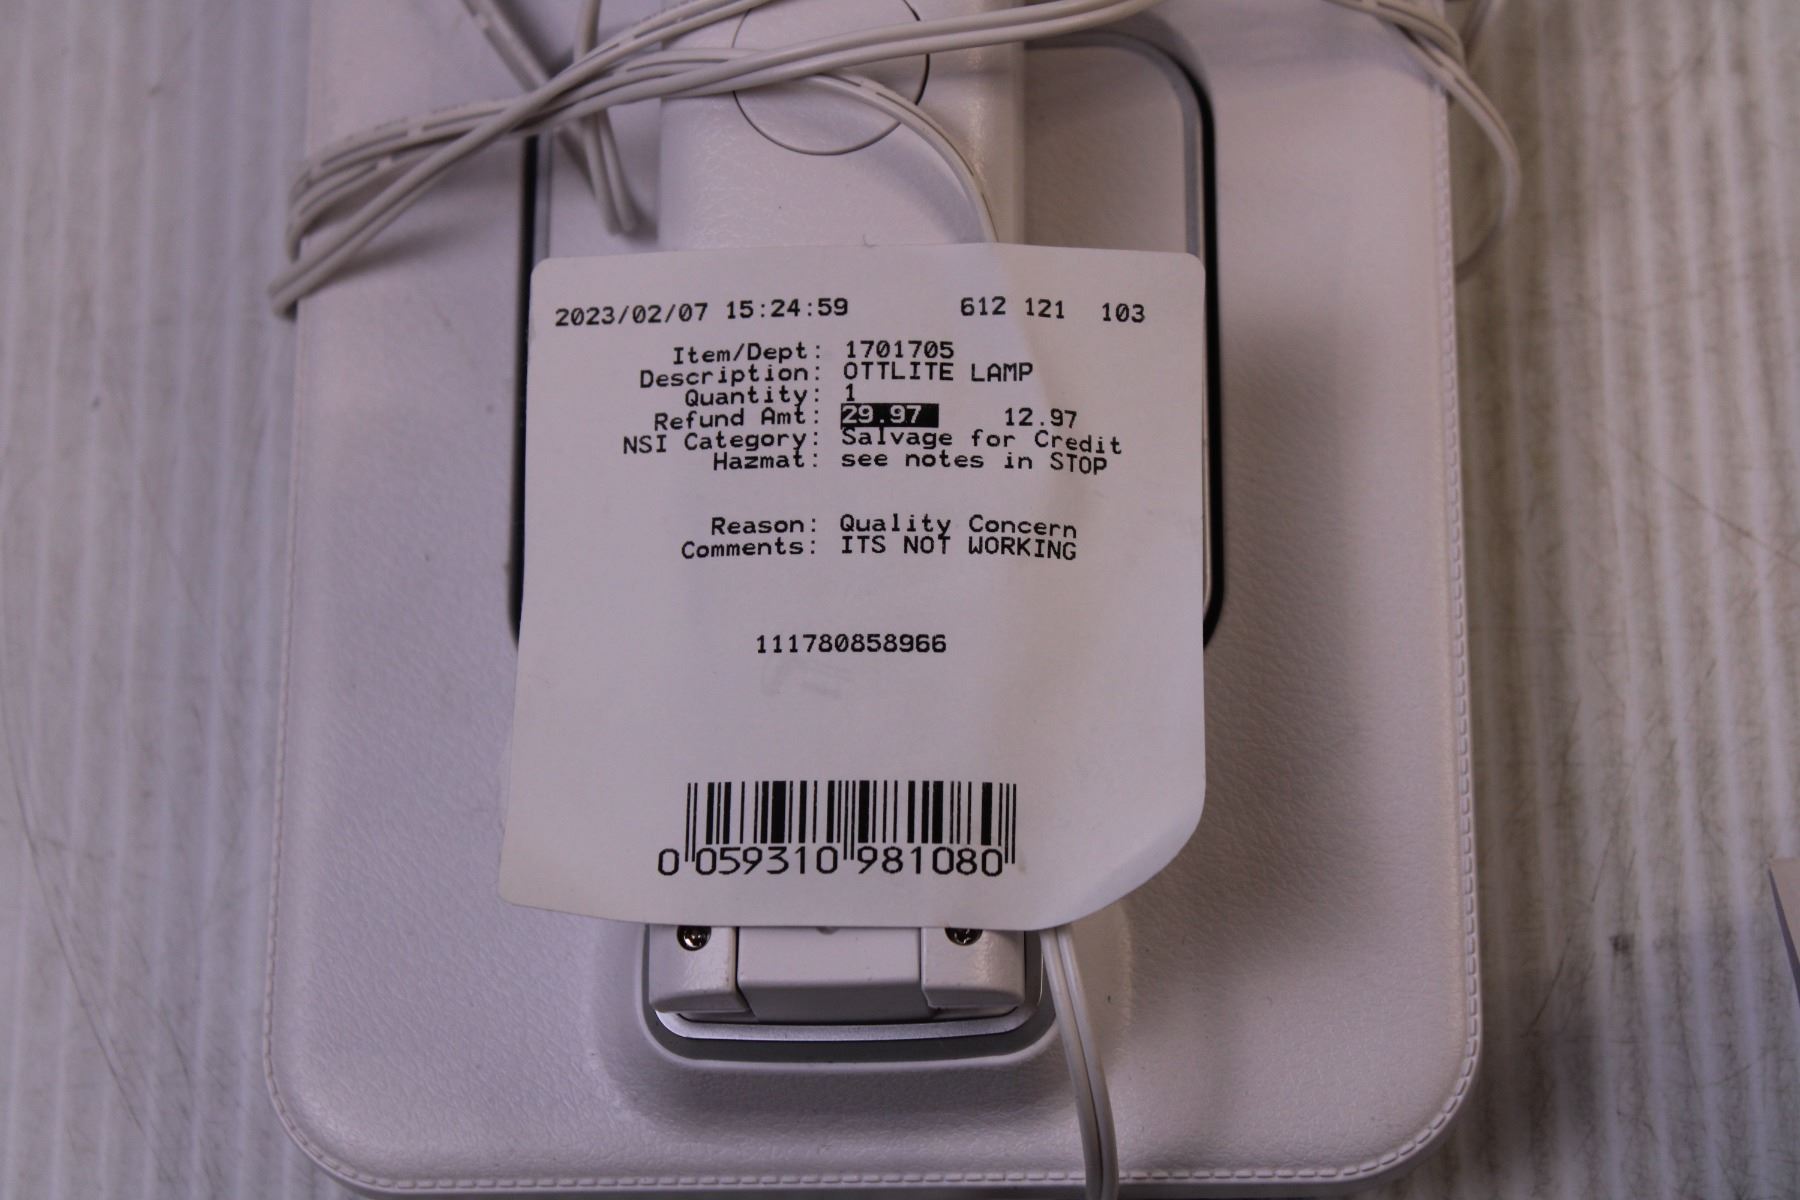 2023/02/07 15:24:59 612 121 103
Item/Dept: 1701705
Description: OTTLITE LAMP
Quantity: 1
Refund Amt: 29.97 12.97
NSI Category: Salvage for Credit
Hazmat: see notes in STOP
Reason: Quality Concern
Comments: ITS NOT WORKING
111780858966
0 059310 981080